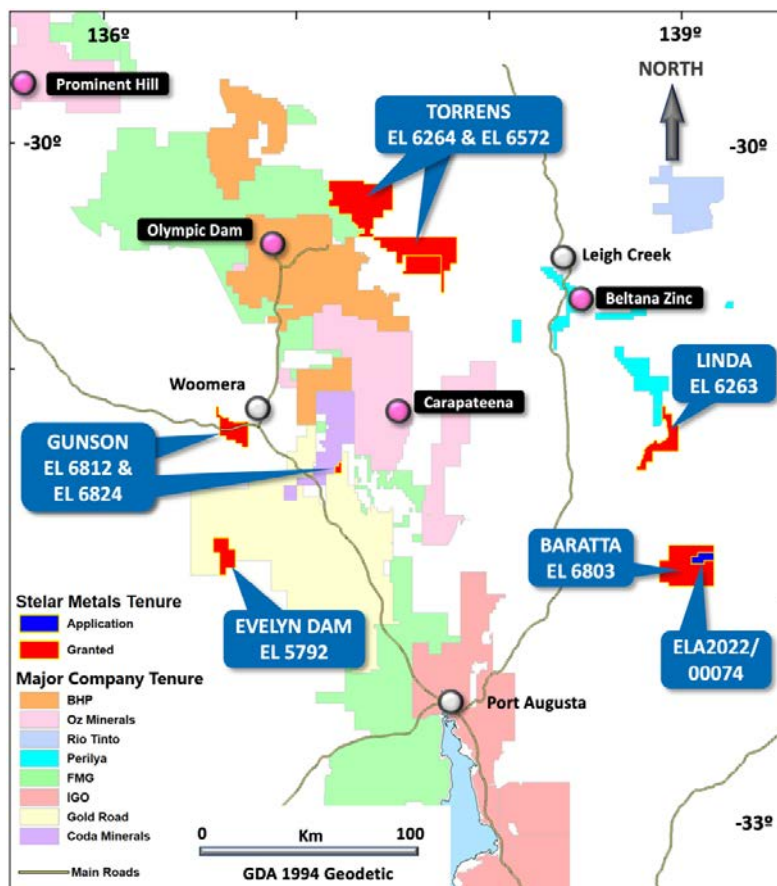 136º
139º
Prominent Hill
NORTH
TORRENS
EL 6264 & EL 6572
-30º
-30º
Olympic Dam
Leigh Creek
Beltana Zinc
LINDA
EL 6263
Woomera
Carapateena
GUNSON
EL 6812 &
EL 6824
BARATTA
EL 6803
EVELYN DAM
EL 5792
ELA2022/
00074
Stelar Metals Tenure
Application
Granted
Major Company Tenure
BHP
Oz Minerals
Rio Tinto
Perilya
FMG
IGO
Gold Road
Coda Minerals
Main Roads
Port Augusta
0 Km 100
GDA 1994 Geodetic
-33º